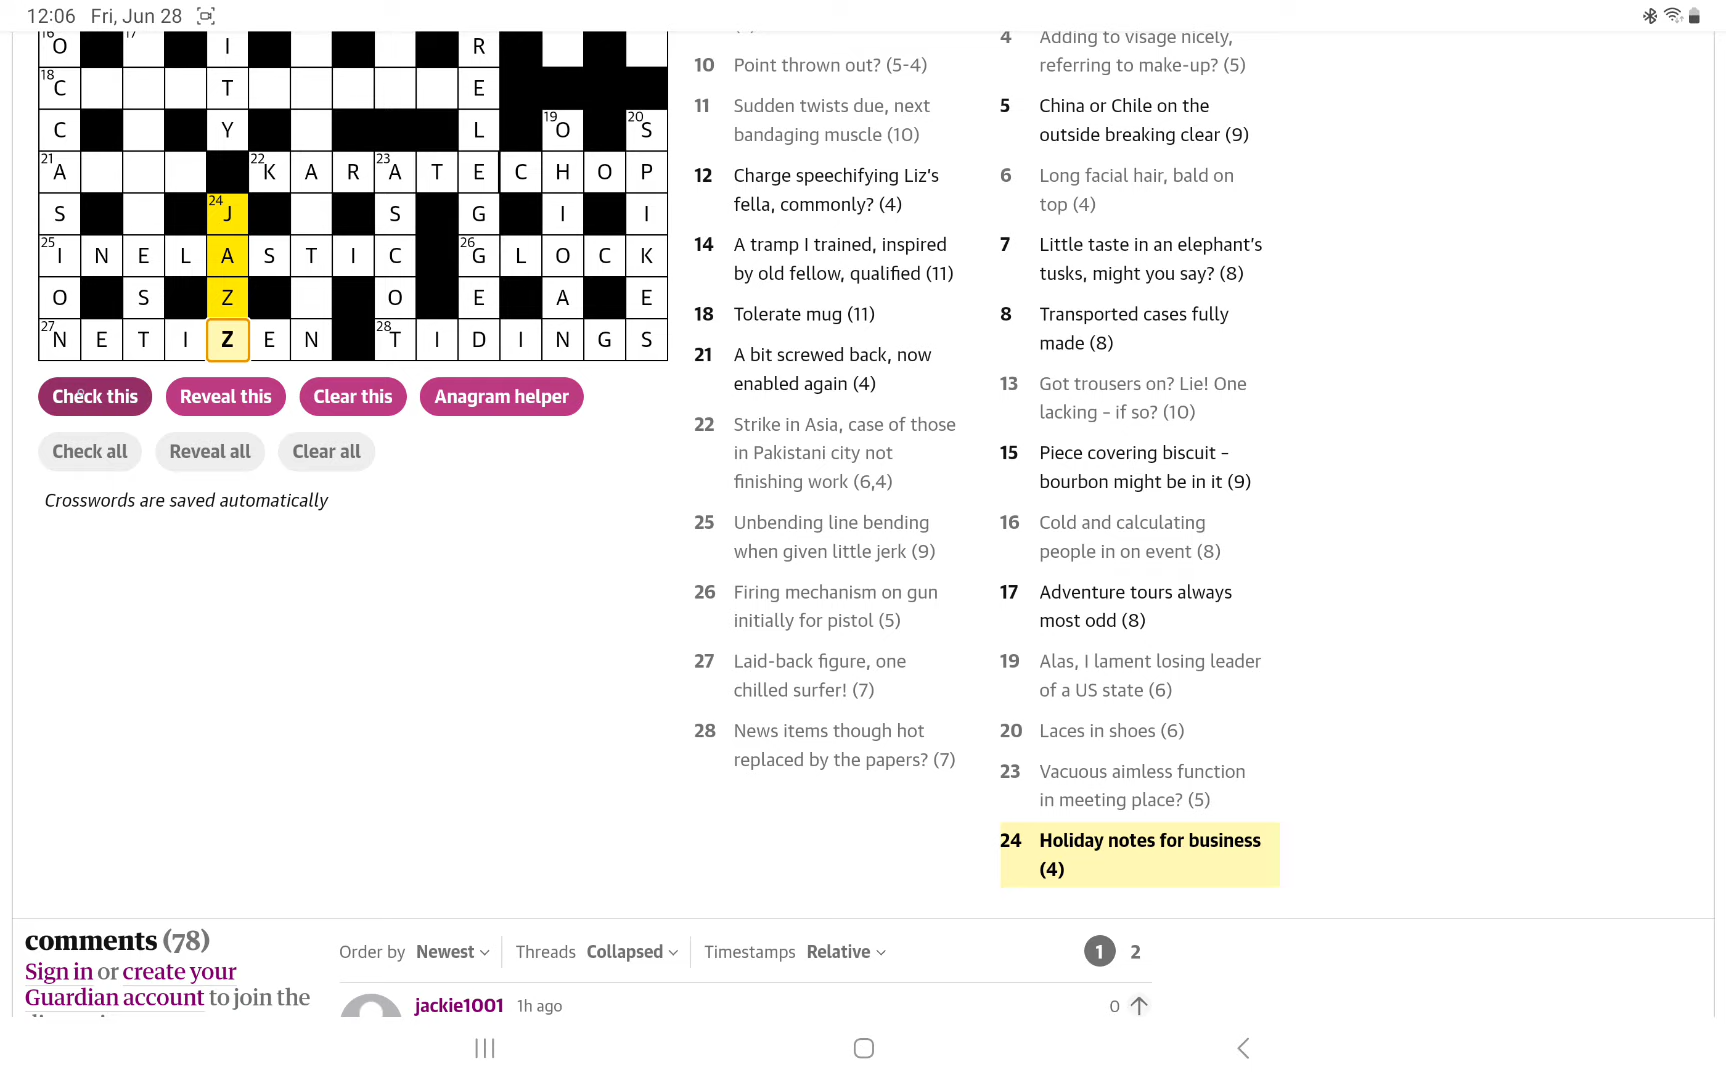 12:06 Fri, Jun 28
16 O 17 I R
18 C T E
C Y L 19 O 20 S
21 A 22 K A R 23 A T E C H O P
S 24 J S G I I
25 I N E L A S T I C 26 G L O C K
O S Z O E A E
27 N E T I Z E N 28 T I D I N G S
Check this Reveal this Clear this Anagram helper
Check all Reveal all Clear all
Crosswords are saved automatically
10 Point thrown out? (5-4)
11 Sudden twists due, next
bandaging muscle (10)
12 Charge speechifying Liz's
fella, commonly? (4)
14 A tramp I trained, inspired
by old fellow, qualified (11)
18 Tolerate mug (11)
21 A bit screwed back, now
enabled again (4)
22 Strike in Asia, case of those
in Pakistani city not
finishing work (6,4)
25 Unbending line bending
when given little jerk (9)
26 Firing mechanism on gun
initially for pistol (5)
27 Laid-back figure, one
chilled surfer! (7)
28 News items though hot
replaced by the papers? (7)
4 Adding to visage nicely,
referring to make-up? (5)
5 China or Chile on the
outside breaking clear (9)
6 Long facial hair, bald on
top (4)
7 Little taste in an elephant's
tusks, might you say? (8)
8 Transported cases fully
made (8)
13 Got trousers on? Lie! One
lacking – if so? (10)
15 Piece covering biscuit –
bourbon might be in it (9)
16 Cold and calculating
people in on event (8)
17 Adventure tours always
most odd (8)
19 Alas, I lament losing leader
of a US state (6)
20 Laces in shoes (6)
23 Vacuous aimless function
in meeting place? (5)
24 Holiday notes for business
(4)
comments (78)
Sign in or create your
Guardian account to join the
Order by Newest Threads Collapsed Timestamps Relative 1 2
jackie1001 1h ago 0